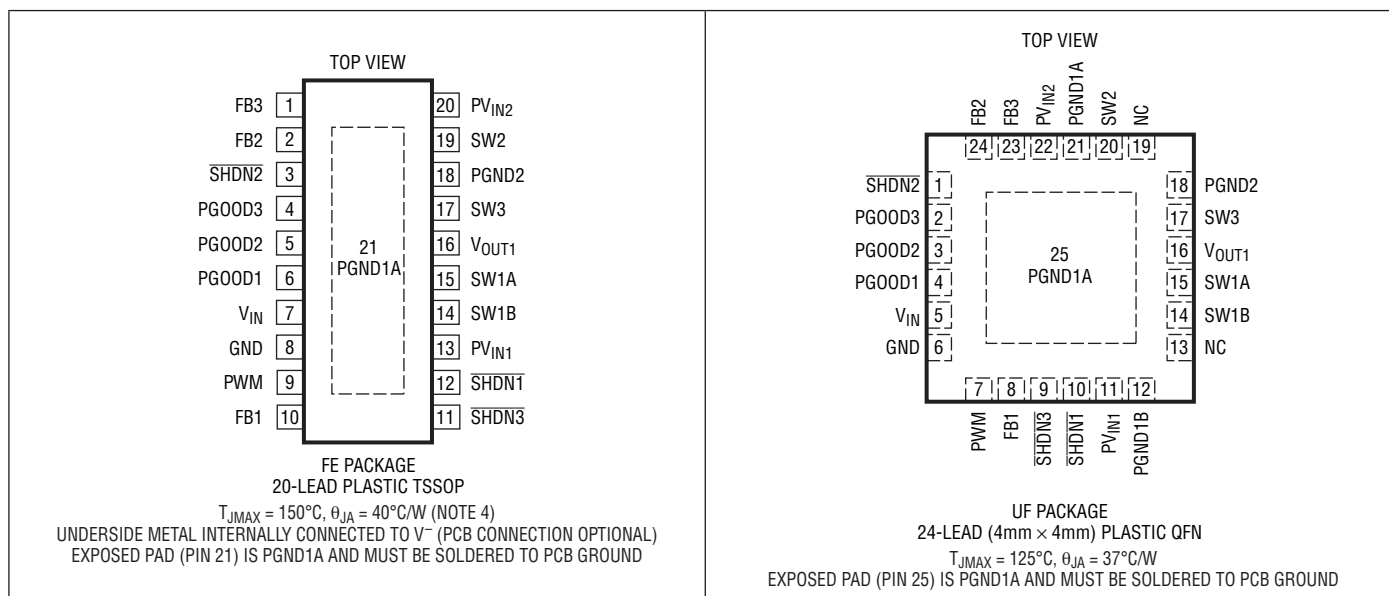 TOP VIEW
FB3 1
FB2 2
SHDN2 3
PGOOD3 4
PGOOD2 5
PGOOD1 6
VIN 7
GND 8
PWM 9
FB1 10
20 PVIN2
19 SW2
18 PGND2
17 SW3
16 VOUT1
15 SW1A
14 SW1B
13 PVIN1
12 SHDN1
11 SHDN3
21
PGND1A
FE PACKAGE
20-LEAD PLASTIC TSSOP
TJMAX = 150°C, θJA = 40°C/W (NOTE 4)
UNDERSIDE METAL INTERNALLY CONNECTED TO V– (PCB CONNECTION OPTIONAL)
EXPOSED PAD (PIN 21) IS PGND1A AND MUST BE SOLDERED TO PCB GROUND
TOP VIEW
FB2 FB3 PVIN2 PGND1A SW2 NC
24 23 22 21 20 19
SHDN2 1
PGOOD3 2
PGOOD2 3
PGOOD1 4
VIN 5
GND 6
18 PGND2
17 SW3
16 VOUT1
15 SW1A
14 SW1B
13 NC
25
PGND1A
7 8 9 10 11 12
PWM FB1 SHDN3 SHDN1 PVIN1 PGND1B
UF PACKAGE
24-LEAD (4mm × 4mm) PLASTIC QFN
TJMAX = 125°C, θJA = 37°C/W
EXPOSED PAD (PIN 25) IS PGND1A AND MUST BE SOLDERED TO PCB GROUND